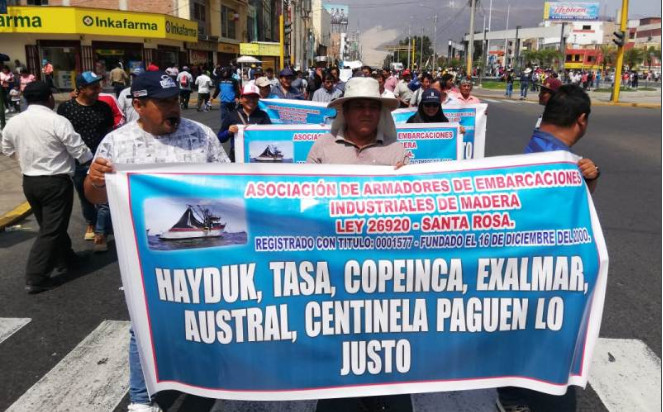 Inkafarma
Inkafarma
ASOCIACIÓN DE ARMADORES DE EMBARCACIONES
INDUSTRIALES DE MADERA
LEY 26920 - SANTA ROSA.
REGISTRADO CON TITULO: 0001577 - FUNDADO EL 16 DE DICIEMBRE DEL 2000.
HAYDUK, TASA, COPEINCA, EXALMAR,
AUSTRAL, CENTINELA PAGUEN LO
JUSTO